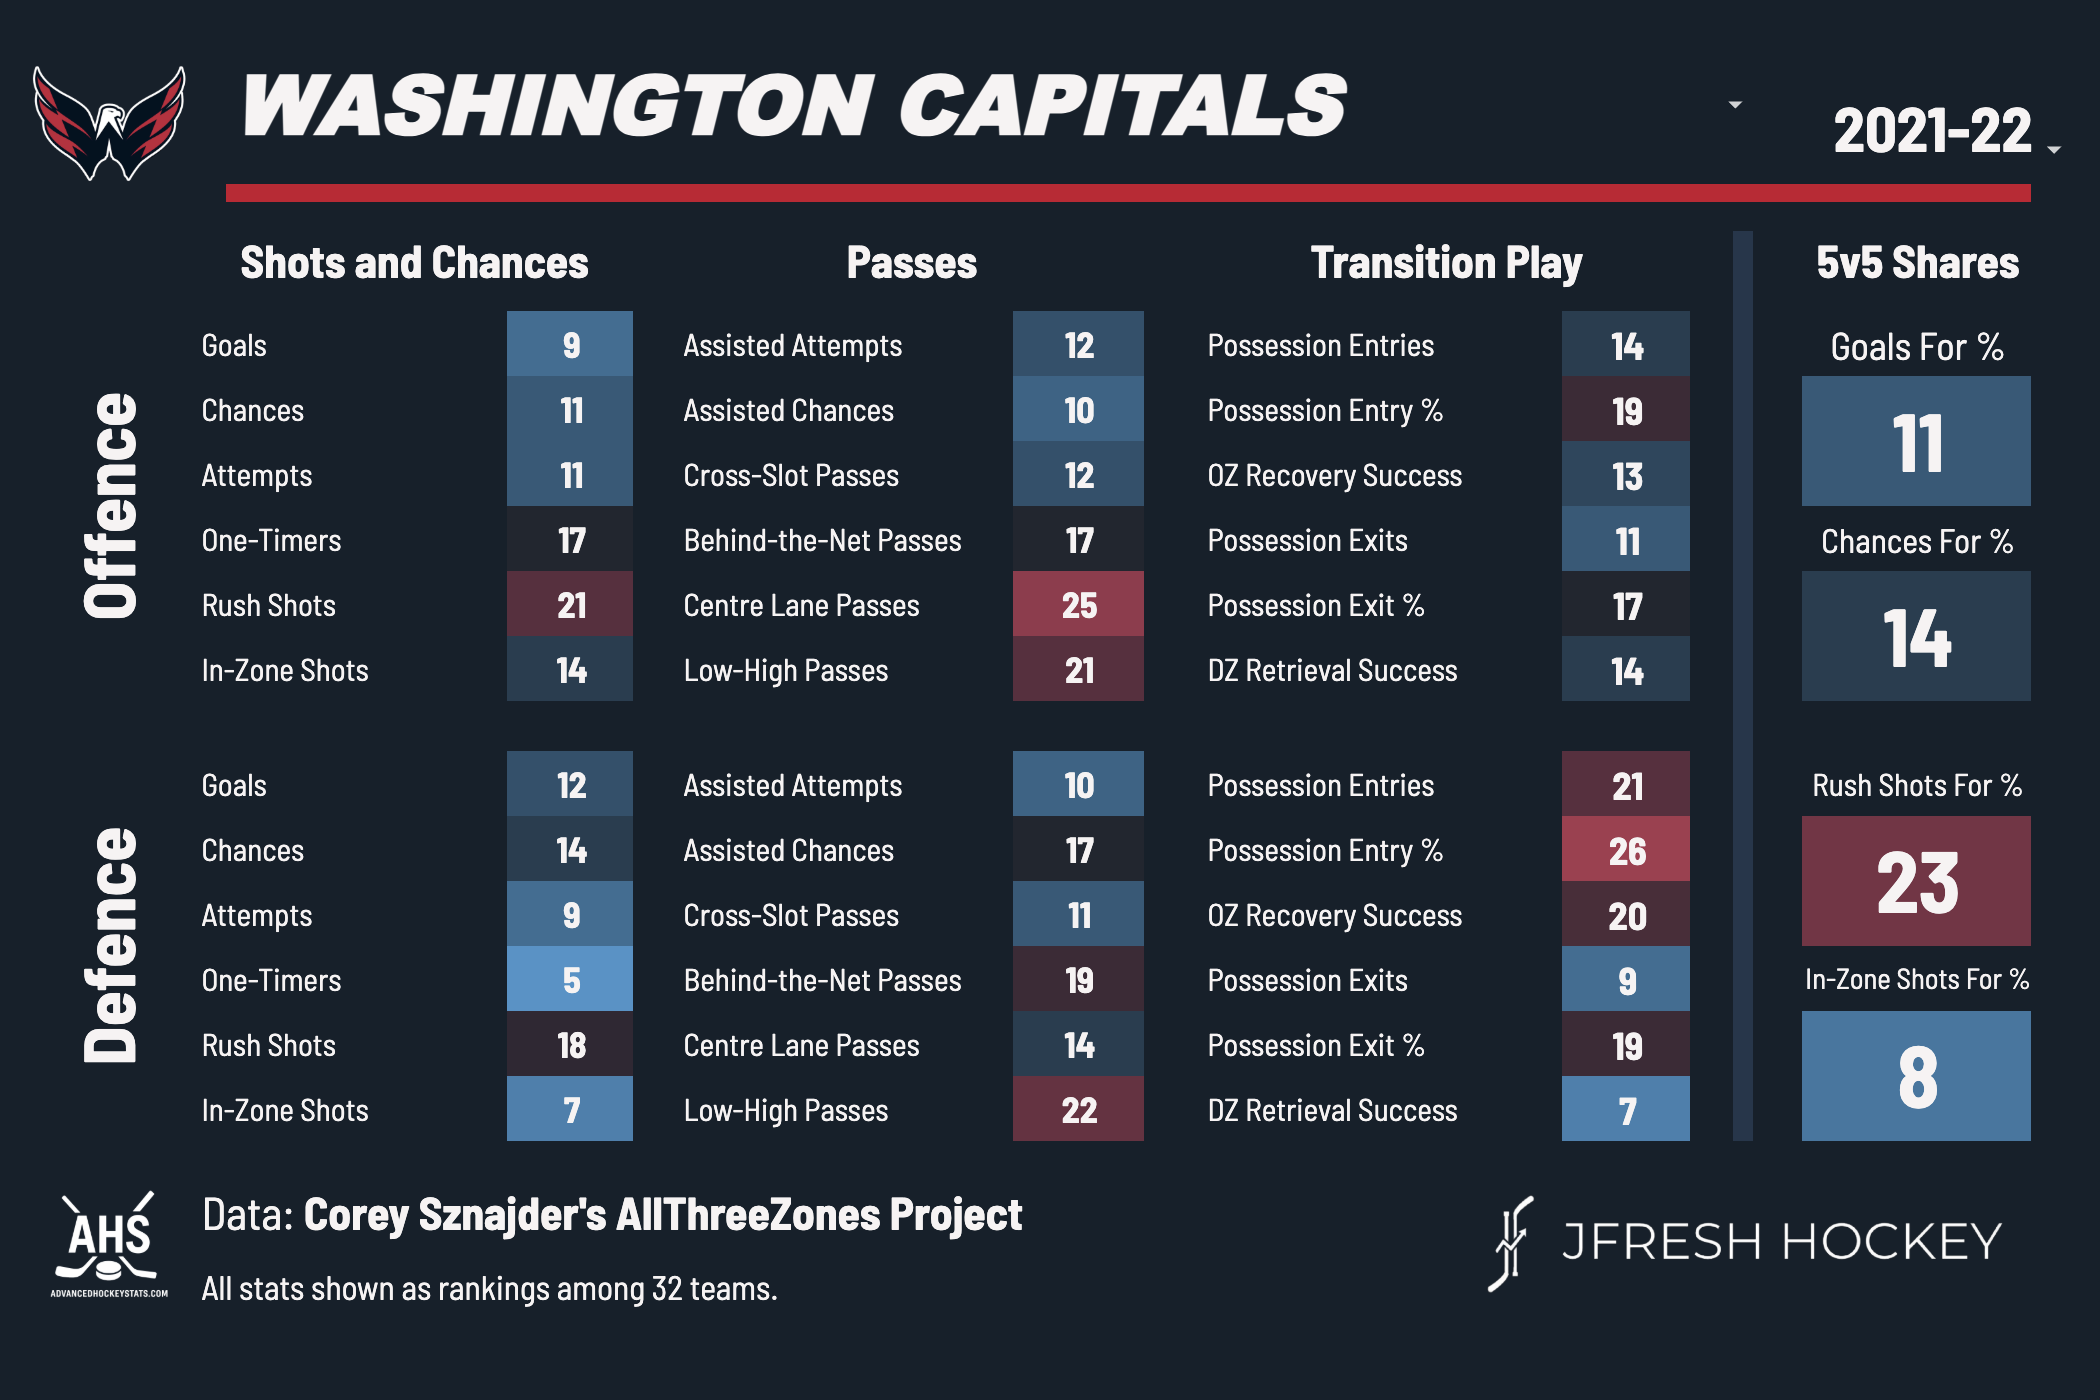 WASHINGTON CAPITALS
2021-22
Shots and Chances
Passes
Transition Play
5v5 Shares
Offence
Goals 9
Chances 11
Attempts 11
One-Timers 17
Rush Shots 21
In-Zone Shots 14
Assisted Attempts 12
Assisted Chances 10
Cross-Slot Passes 12
Behind-the-Net Passes 17
Centre Lane Passes 25
Low-High Passes 21
Possession Entries 14
Possession Entry % 19
OZ Recovery Success 13
Possession Exits 11
Possession Exit % 17
DZ Retrieval Success 14
Goals For %
11
Chances For %
14
Defence
Goals 12
Chances 14
Attempts 9
One-Timers 5
Rush Shots 18
In-Zone Shots 7
Assisted Attempts 10
Assisted Chances 17
Cross-Slot Passes 11
Behind-the-Net Passes 19
Centre Lane Passes 14
Low-High Passes 22
Possession Entries 21
Possession Entry % 26
OZ Recovery Success 20
Possession Exits 9
Possession Exit % 19
DZ Retrieval Success 7
Rush Shots For %
23
In-Zone Shots For %
8
AHS
ADVANCEDHOCKEYSTATS.COM
Data: Corey Sznajder's AllThreeZones Project
All stats shown as rankings among 32 teams.
JFRESH HOCKEY